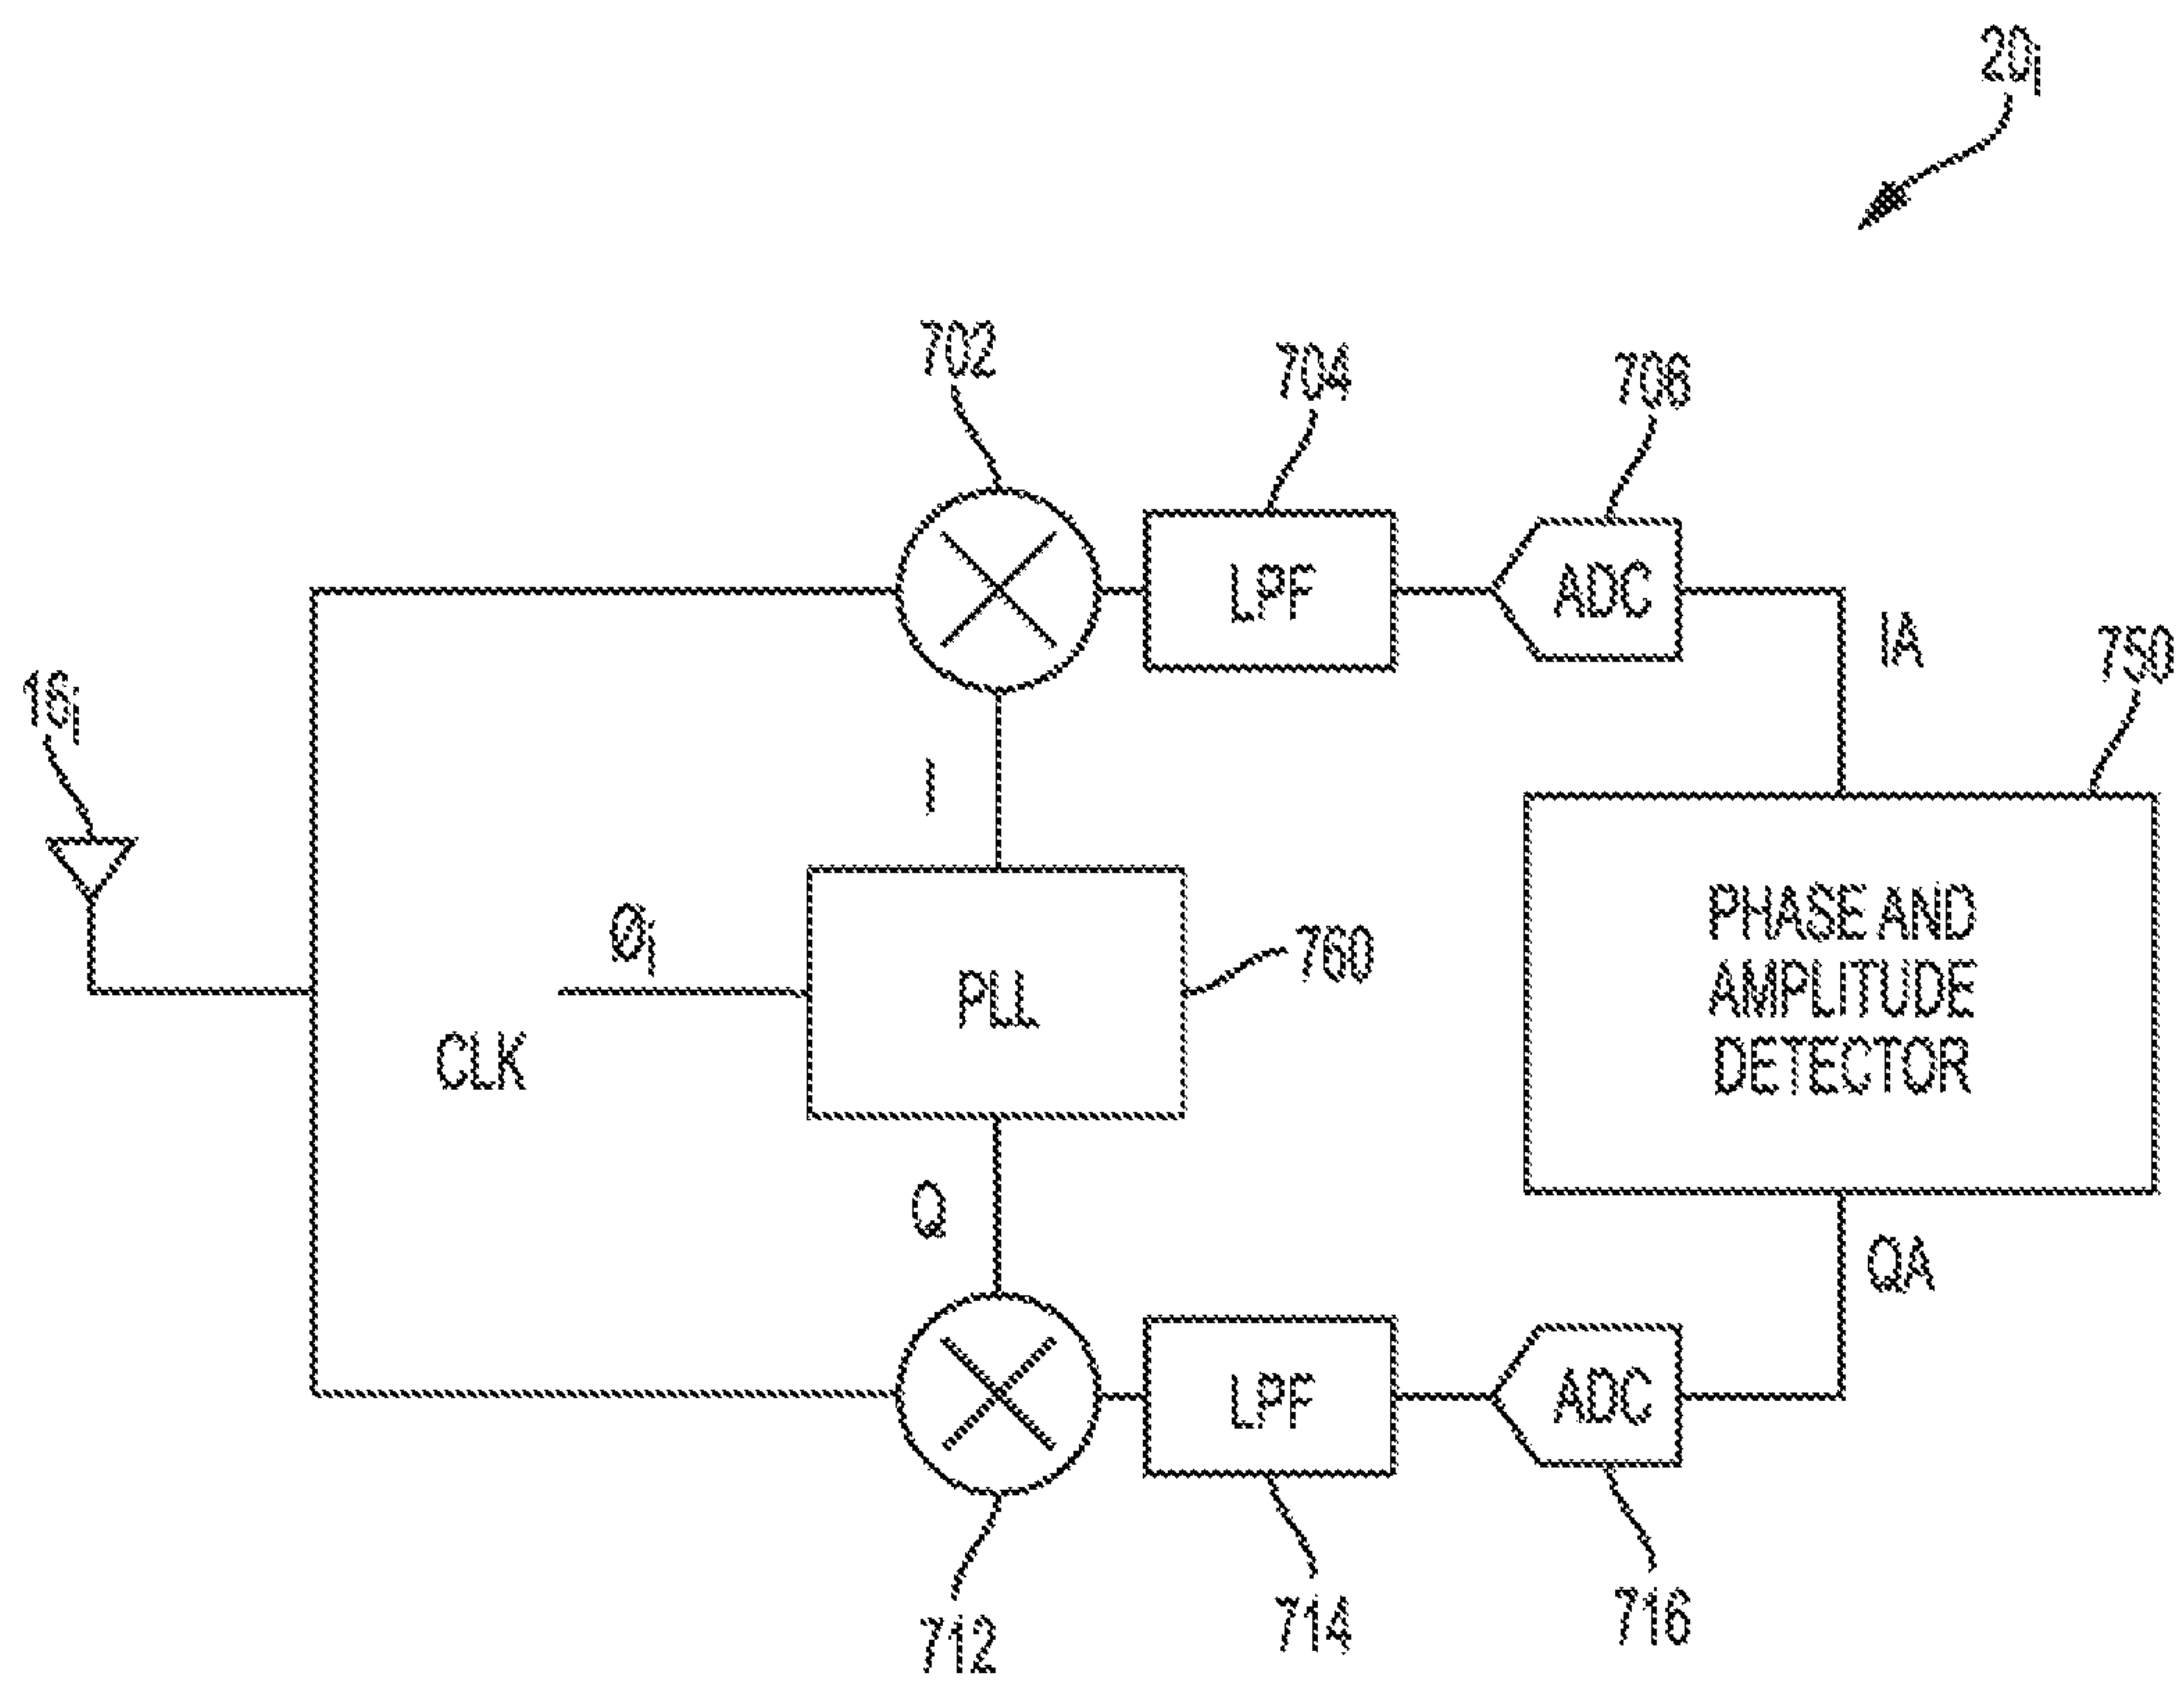 20i
702
704
706
LPF
ADC
IA
750
16i
I
PHASE AND
AMPLITUDE
DETECTOR
Øi
760
PLL
CLK
Q
QA
LPF
ADC
712
714
716